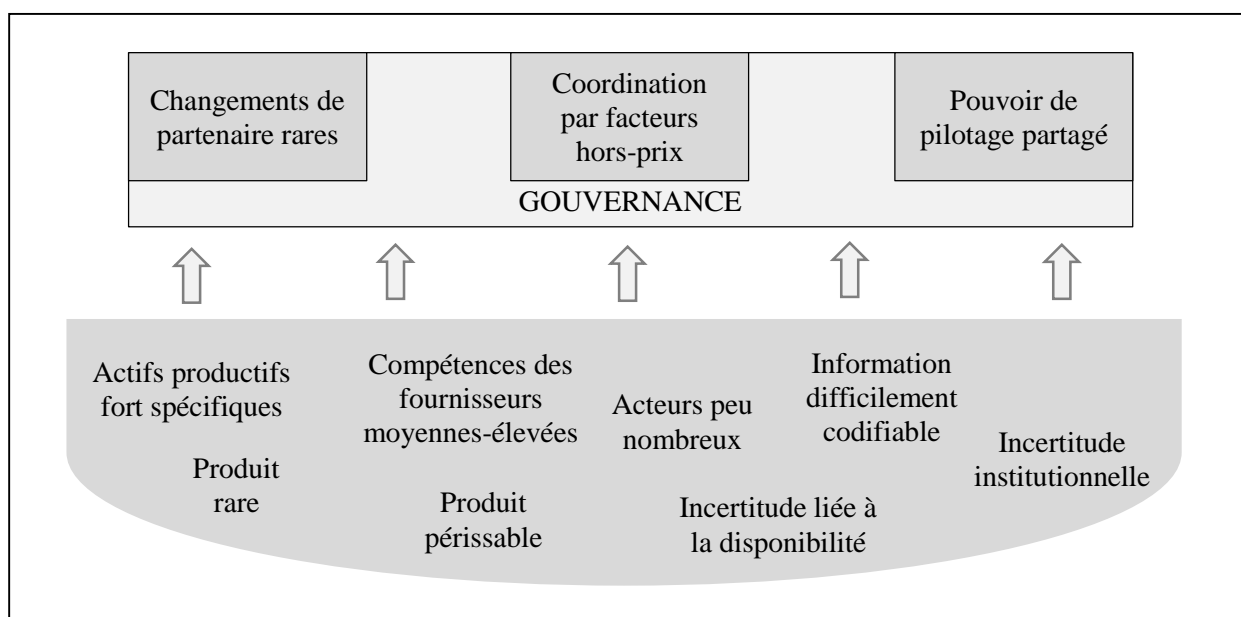 Changements de
partenaire rares
Coordination
par facteurs
hors-prix
Pouvoir de
pilotage partagé
GOUVERNANCE
Actifs productifs
fort spécifiques
Compétences des
fournisseurs
moyennes-élevées
Acteurs peu
nombreux
Information
difficilement
codifiable
Incertitude
institutionnelle
Produit
rare
Produit
périssable
Incertitude liée à
la disponibilité